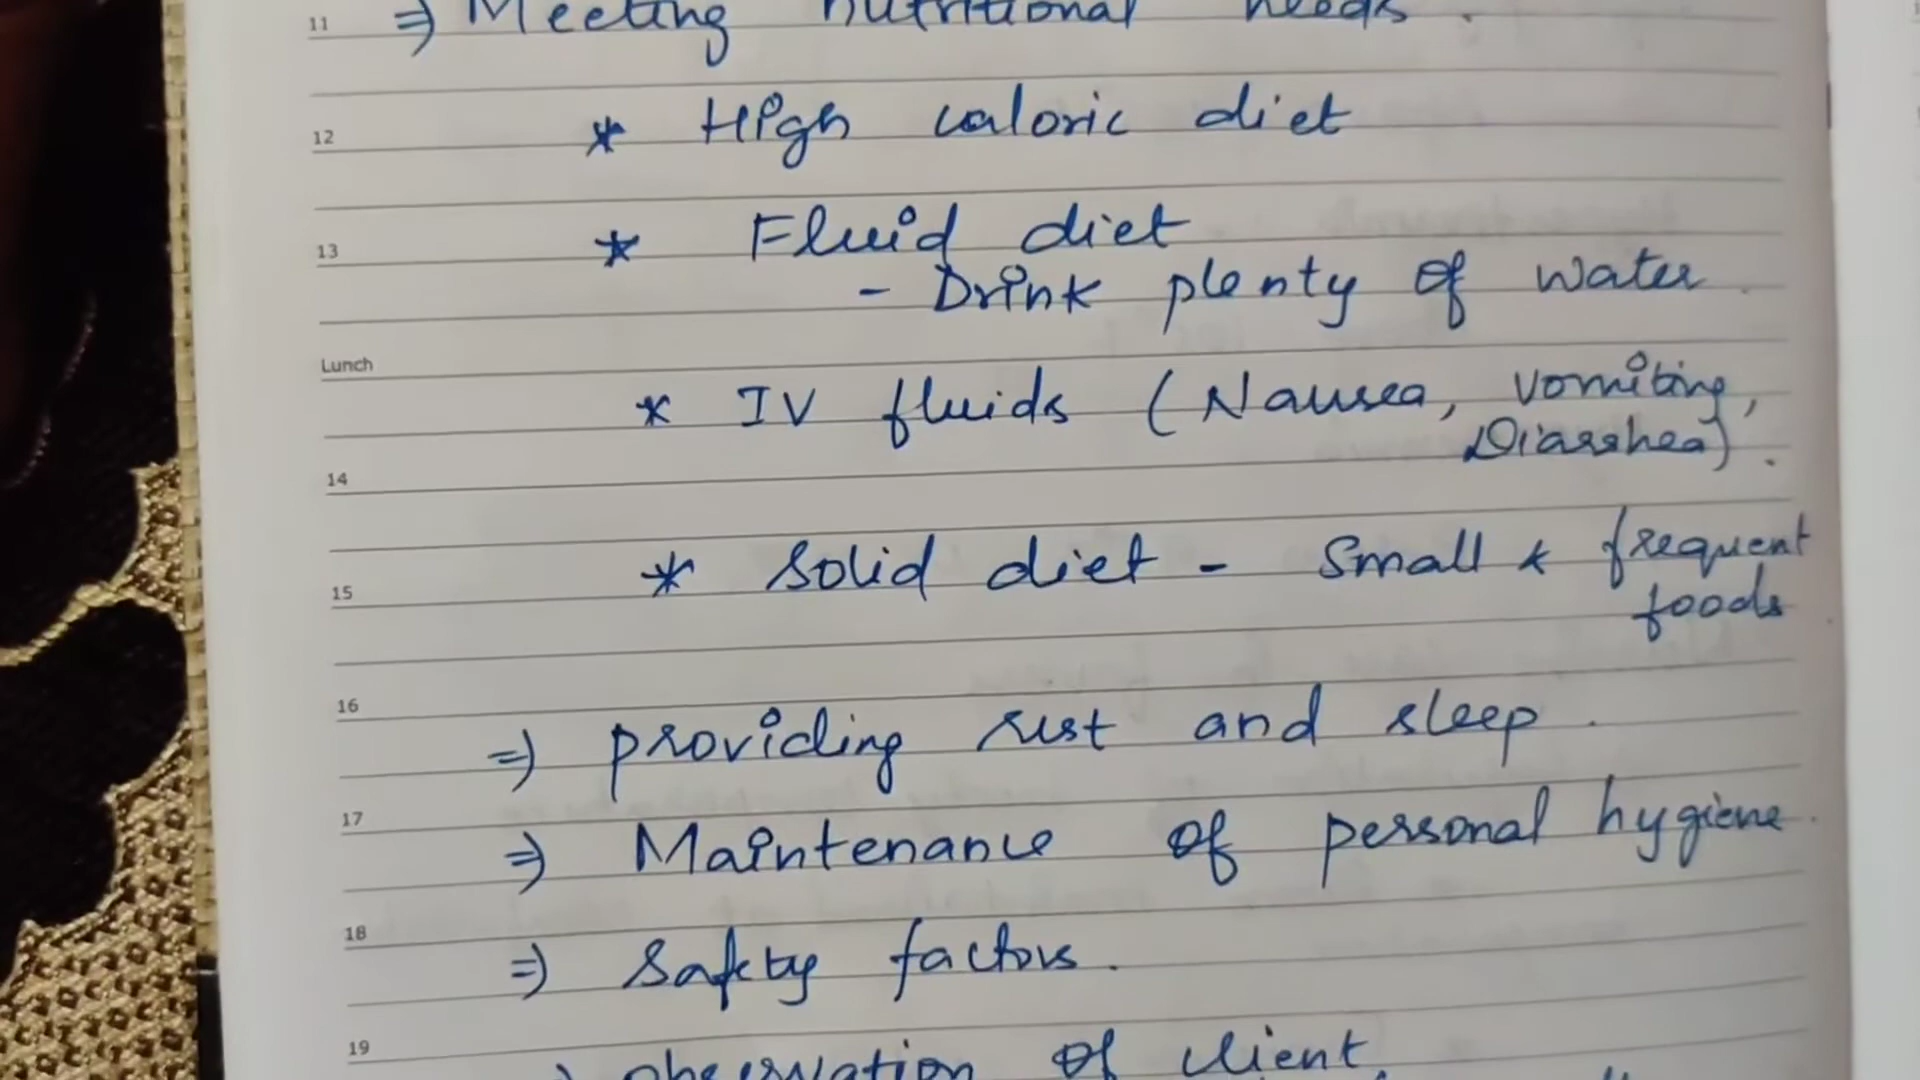 11 => Meeting nutritional needs.
12 * High caloric diet
13 * Fluid diet
- Drink plenty of water.
Lunch
* IV fluids (Nausea, vomiting,
Diarrhea).
14
15 * Solid diet - Small & frequent
foods
16
=> providing rest and sleep.
17
=> Maintenance of personal hygiene.
18
=> Safety factors.
19
=> observation of client